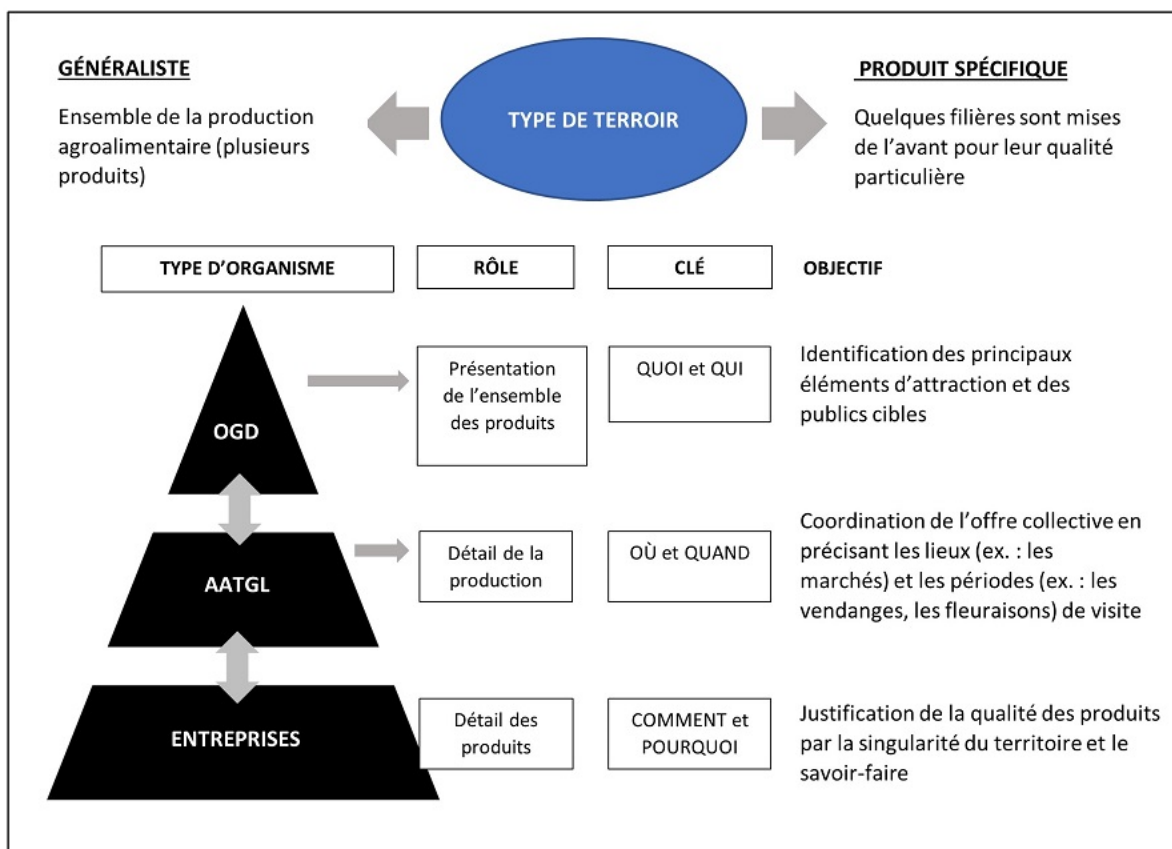 GÉNÉRALISTE
Ensemble de la production
agroalimentaire (plusieurs
produits)
TYPE DE TERROIR
PRODUIT SPÉCIFIQUE
Quelques filières sont mises
de l'avant pour leur qualité
particulière
TYPE D'ORGANISME
RÔLE
CLÉ
OBJECTIF
OGD
Présentation
de l'ensemble
des produits
QUOI et QUI
Identification des principaux
éléments d'attraction et des
publics cibles
AATGL
Détail de la
production
OÙ et QUAND
Coordination de l'offre collective en
précisant les lieux (ex. : les
marchés) et les périodes (ex. : les
vendanges, les fleuraisons) de visite
ENTREPRISES
Détail des
produits
COMMENT et
POURQUOI
Justification de la qualité des produits
par la singularité du territoire et le
savoir-faire